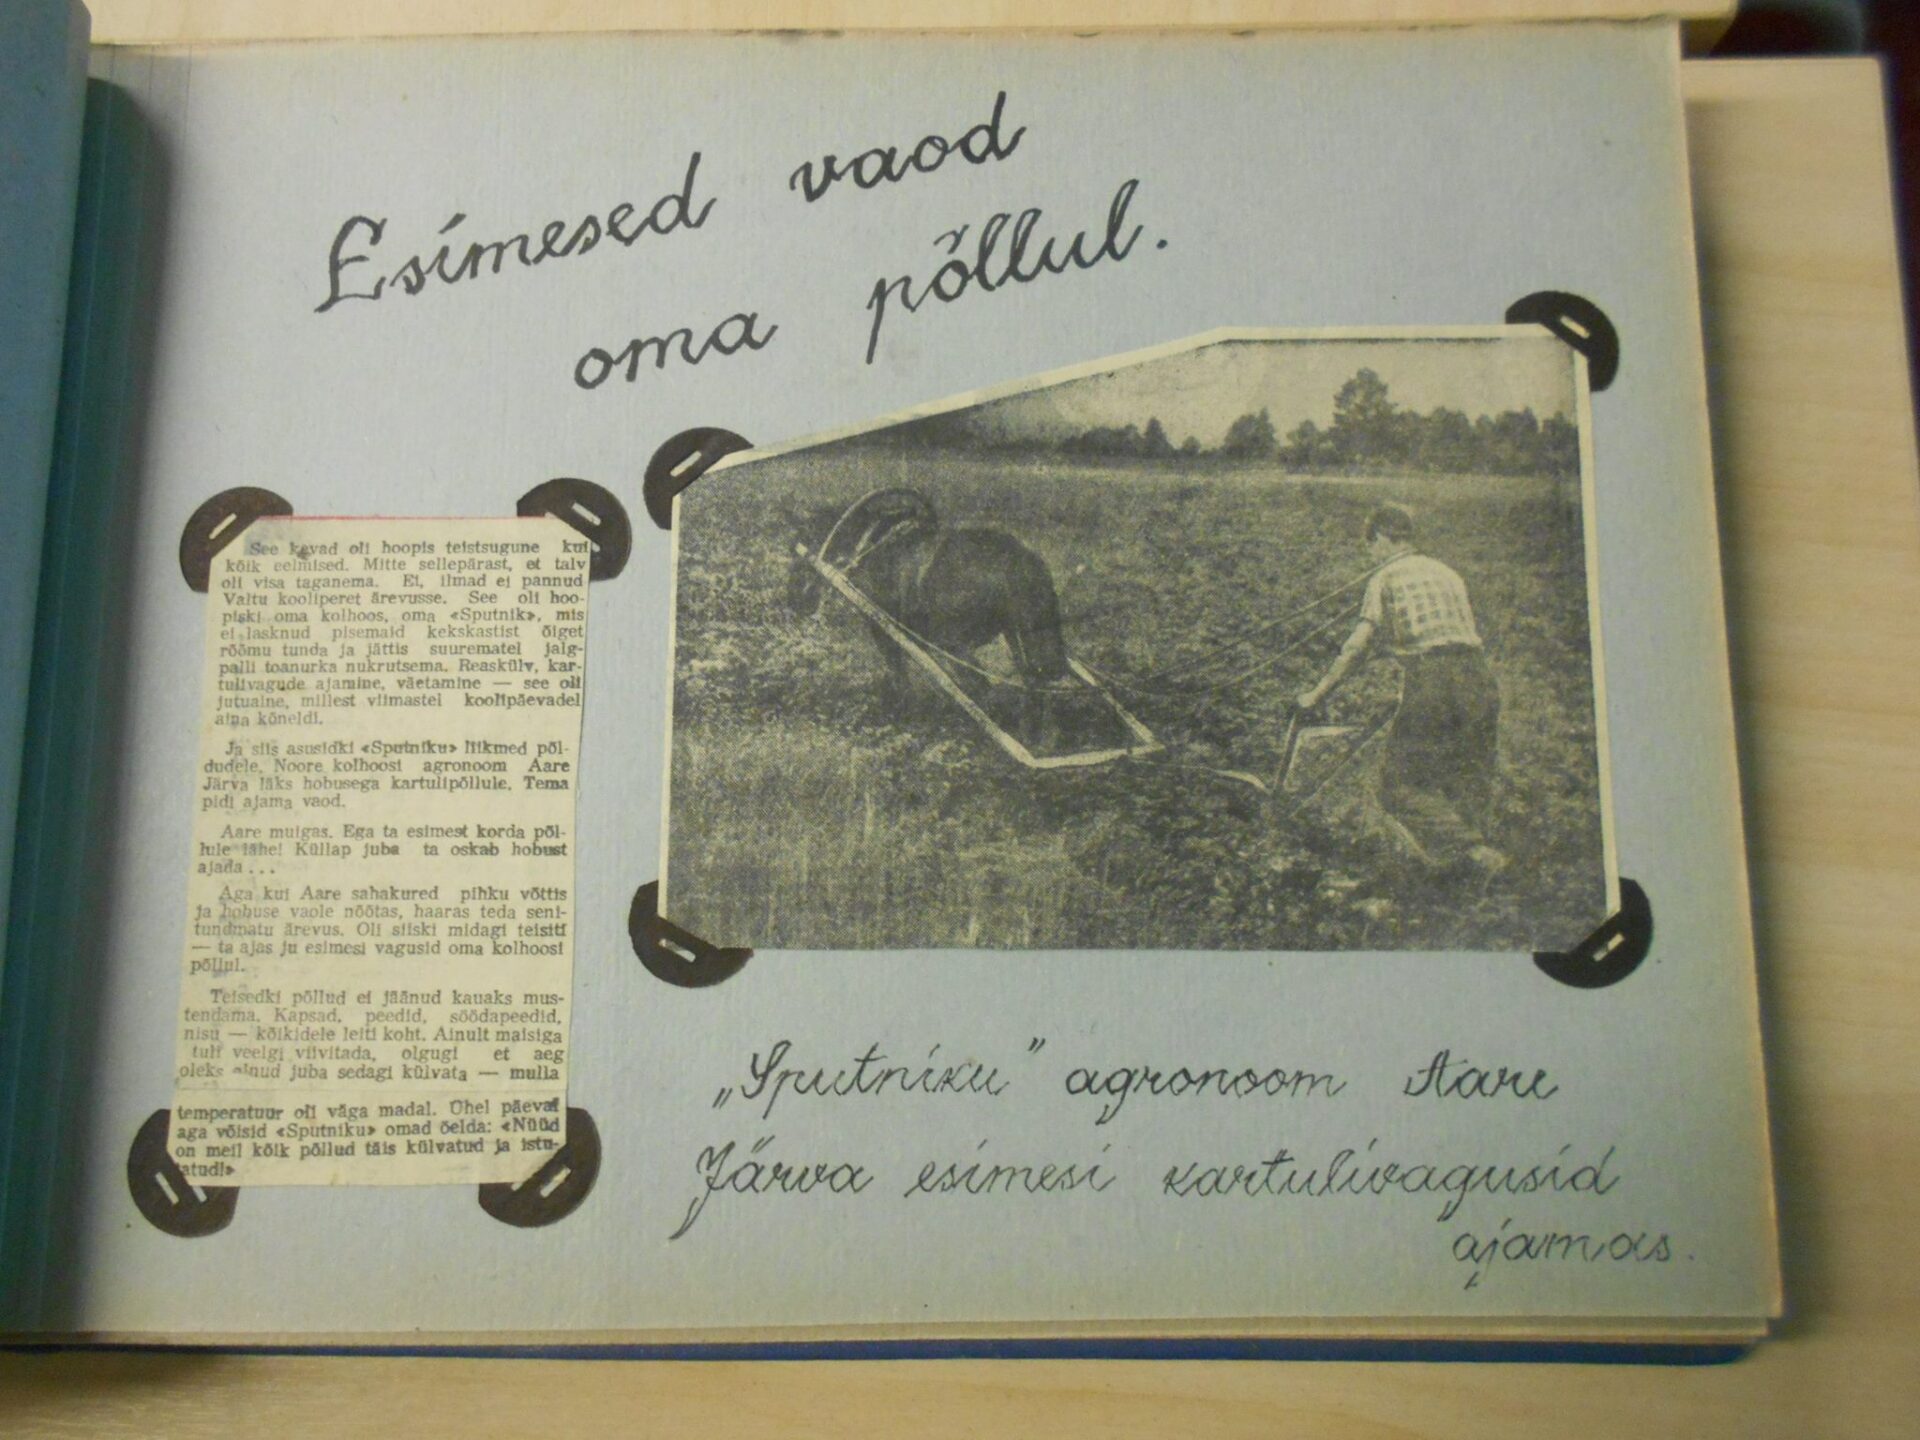 Esimesed vaod
oma põllul.
See kevad oli hoopis teistsugune kui
kõik eelmised. Mitte sellepärast, et talv
oli visa taganema. Ei, ilmad ei pannud
Valtu kooliperet ärevusse. See oli hoo-
piski oma kolhoos, oma «Sputnik», mis
ei lasknud pisemaid kekskastist õiget
rõõmu tunda ja jättis suurematel jalg-
palli toanurka nukrutsema. Reaskülv, kar-
tulivagude ajamine, väetamine — see oli
jutuaine, millest viimastel koolipäevadel
aina kõneldi.
Ja siis asusidki «Sputniku» liikmed põl-
dudele. Noore kolhoosi agronoom Aare
Järva läks hobusega kartulipõllule. Tema
pidi ajama vaod.
Aare muigas. Ega ta esimest korda põl-
lule lähe! Küllap juba ta oskab hobust
ajada . . .
Aga kui Aare sahakured pihku võttis
ja hobuse vaole nõõtas, haaras teda seni-
tundmatu ärevus. Oli siiski midagi teisiti
— ta ajas ju esimesi vagusid oma kolhoosi
põllul.
Teisedki põllud ei jäänud kauaks mus-
tendama. Kapsad, peedid, söödapeedid,
nisu — kõikidele leiti koht. Ainult maisiga
tuli veelgi viivitada, olgugi et aeg
oleks olnud juba sedagi külvata — mulla
temperatuur oli väga madal. Ühel päeval
aga võisid «Sputniku» omad öelda: «Nüüd
on meil kõik põllud täis külvatud ja istu-
tatud!»
„Sputniku" agronoom Aare
Järva esimesi kartulivagusid
ajamas.